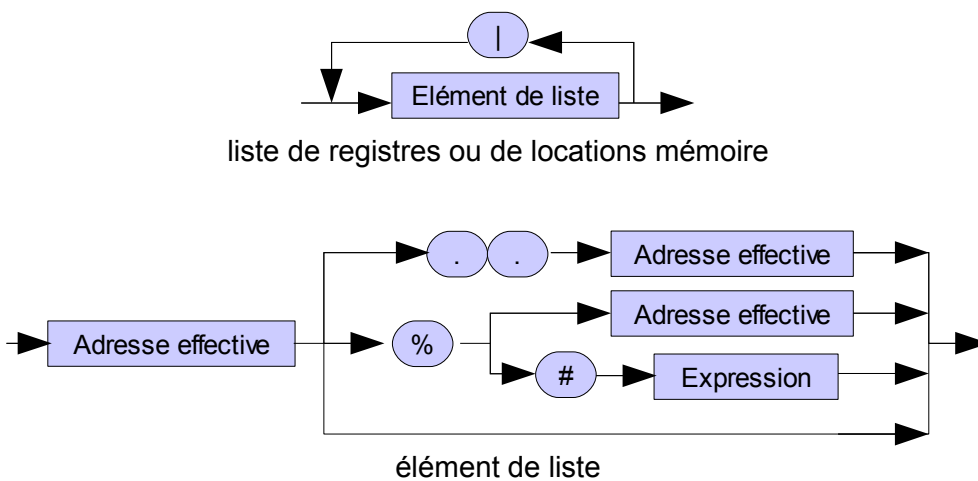 |
Elément de liste
liste de registres ou de locations mémoire
. . Adresse effective
Adresse effective
Adresse effective %
# Expression
élément de liste